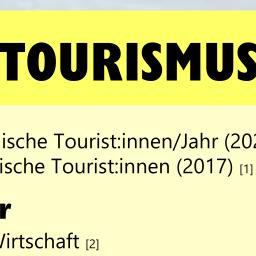 TOURISMUS
ische Tourist:innen/Jahr (202
ische Tourist:innen (2017) [1]
r
Wirtschaft [2]